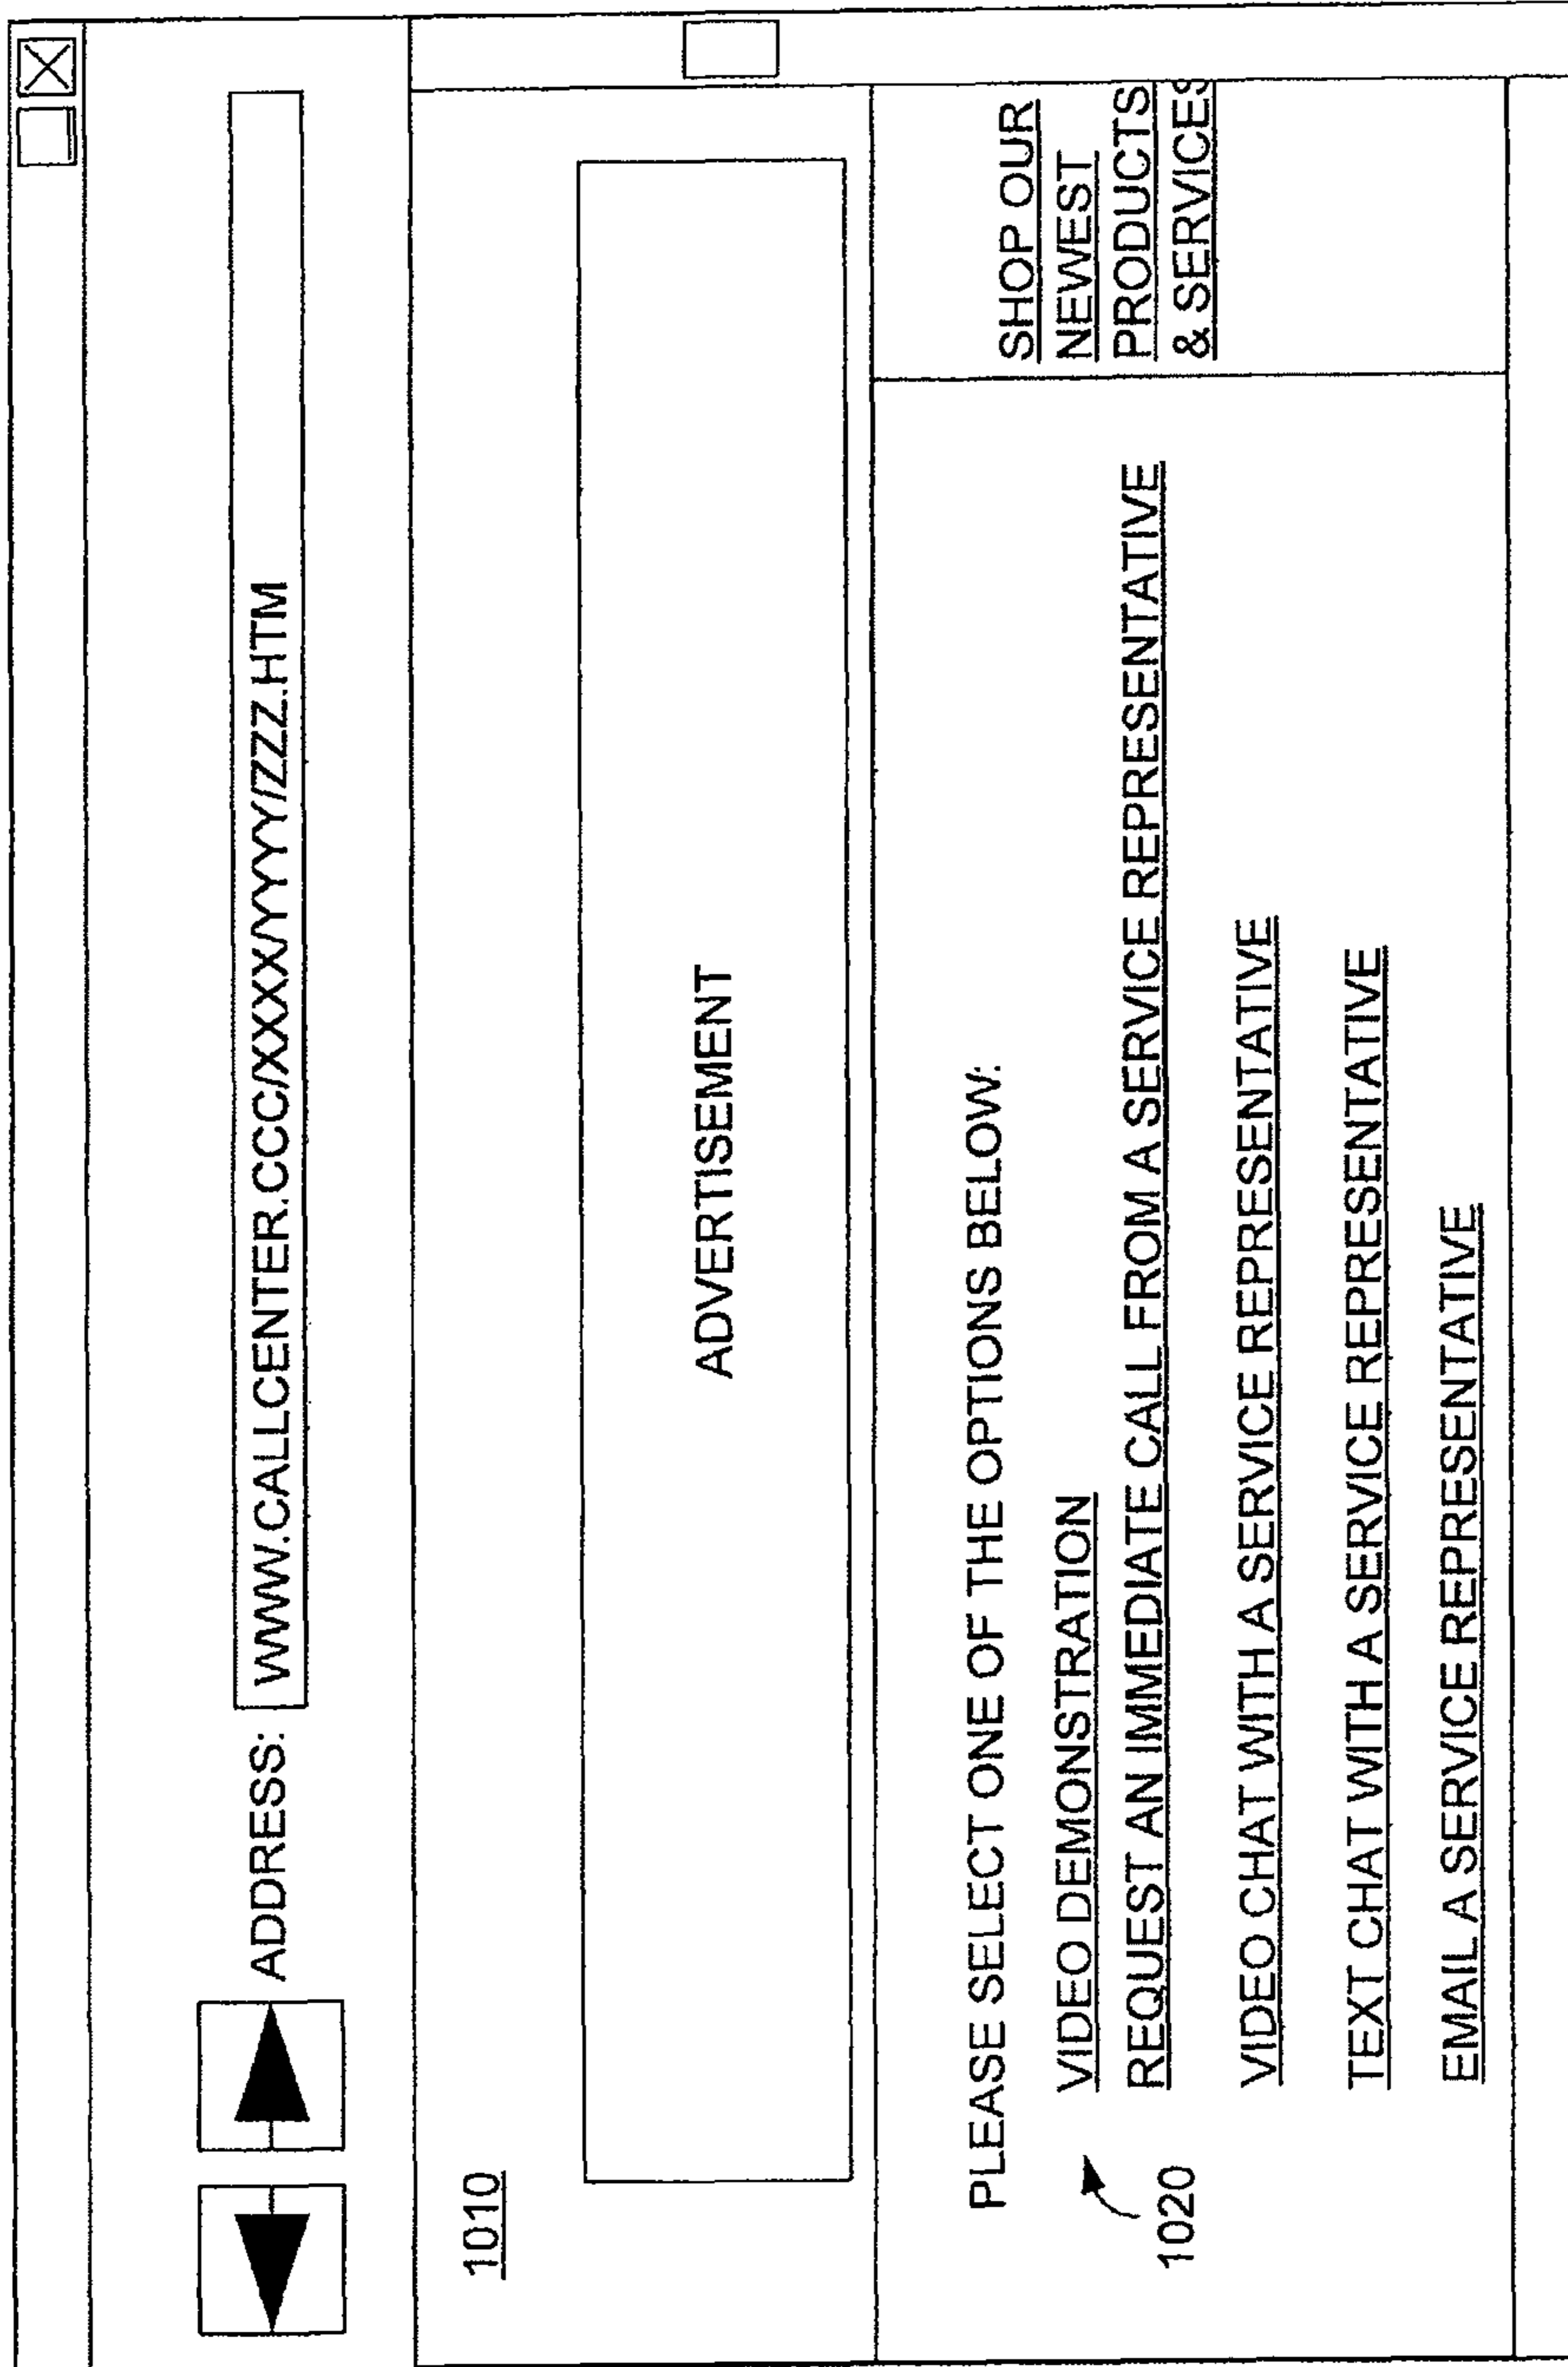 ADDRESS: WWW.CALLCENTER.CCC/XXXX/YYYY/ZZZ.HTM
1010
ADVERTISEMENT
PLEASE SELECT ONE OF THE OPTIONS BELOW:
VIDEO DEMONSTRATION
1020
REQUEST AN IMMEDIATE CALL FROM A SERVICE REPRESENTATIVE
VIDEO CHAT WITH A SERVICE REPRESENTATIVE
TEXT CHAT WITH A SERVICE REPRESENTATIVE
EMAIL A SERVICE REPRESENTATIVE
SHOP OUR
NEWEST
PRODUCTS
& SERVICES